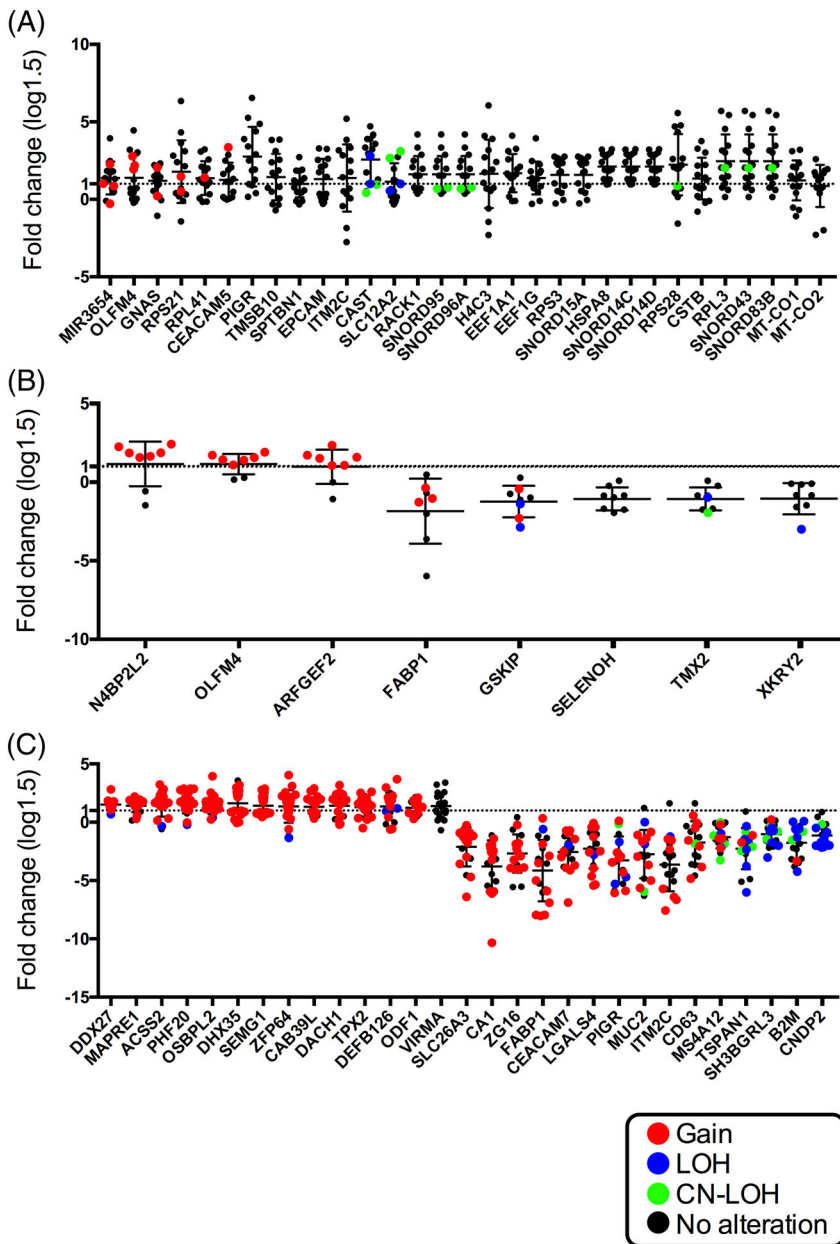 (A)
Fold change (log1.5)
10
5
1
0
-5
MIR3654
OLFM4
GNAS
RPS21
RPL41
CEACAM5
PIGR
TMSB10
SPTBN1
EPCAM
ITM2C
CAST
SLC12A2
RACK1
SNORD95
SNORD96A
H4C3
EEF1A1
EEF1G
RPS3
SNORD15A
HSPA8
SNORD14C
SNORD14D
RPS28
CSTB
RPL3
SNORD43
SNORD83B
MT-CO1
MT-CO2
(B)
Fold change (log1.5)
5
1
0
-5
-10
N4BP2L2
OLFM4
ARFGEF2
FABP1
GSKIP
SELENOH
TMX2
XKRY2
(C)
Fold change (log1.5)
5
1
0
-5
-10
-15
DDX27
MAPRE1
ACSS2
PHF20
OSBPL2
DHX35
SEMG1
ZFP64
CAB39L
DACH1
TPX2
DEFB126
ODF1
VIRMA
SLC26A3
CA1
ZG16
FABP1
CEACAM7
LGALS4
PIGR
MUC2
ITM2C
CD63
MS4A12
TSPAN1
SH3BGRL3
B2M
CNDP2
Gain
LOH
CN-LOH
No alteration